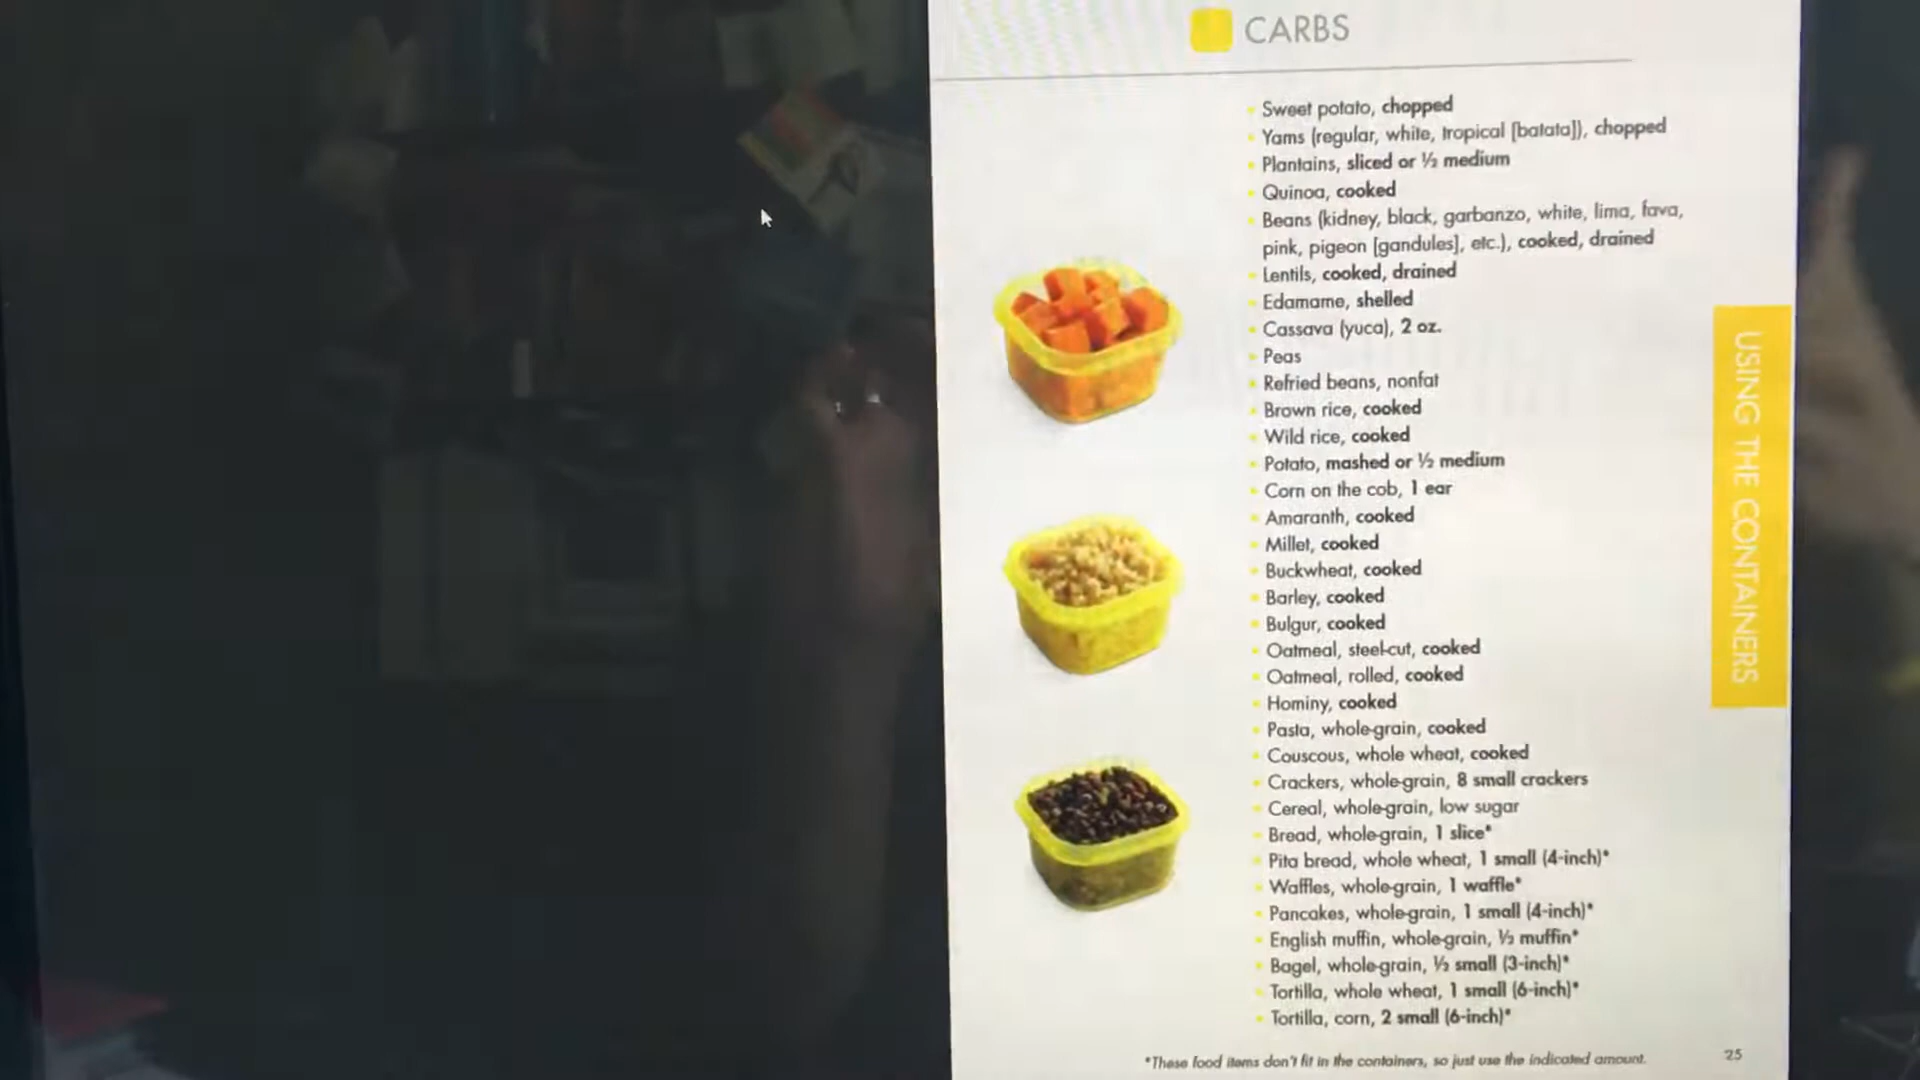 CARBS
• Sweet potato, chopped
• Yams (regular, white, tropical [batata]), chopped
• Plantains, sliced or ½ medium
• Quinoa, cooked
• Beans (kidney, black, garbanzo, white, lima, fava,
pink, pigeon [gandules], etc.), cooked, drained
• Lentils, cooked, drained
• Edamame, shelled
• Cassava (yuca), 2 oz.
• Peas
• Refried beans, nonfat
• Brown rice, cooked
• Wild rice, cooked
• Potato, mashed or ½ medium
• Corn on the cob, 1 ear
• Amaranth, cooked
• Millet, cooked
• Buckwheat, cooked
• Barley, cooked
• Bulgur, cooked
• Oatmeal, steel-cut, cooked
• Oatmeal, rolled, cooked
• Hominy, cooked
• Pasta, whole-grain, cooked
• Couscous, whole wheat, cooked
• Crackers, whole-grain, 8 small crackers
• Cereal, whole-grain, low sugar
• Bread, whole-grain, 1 slice*
• Pita bread, whole wheat, 1 small (4-inch)*
• Waffles, whole-grain, 1 waffle*
• Pancakes, whole-grain, 1 small (4-inch)*
• English muffin, whole-grain, ½ muffin*
• Bagel, whole-grain, ½ small (3-inch)*
• Tortilla, whole wheat, 1 small (6-inch)*
• Tortilla, corn, 2 small (6-inch)*
*These food items don't fit in the containers, so just use the indicated amount.
25
USING THE CONTAINERS